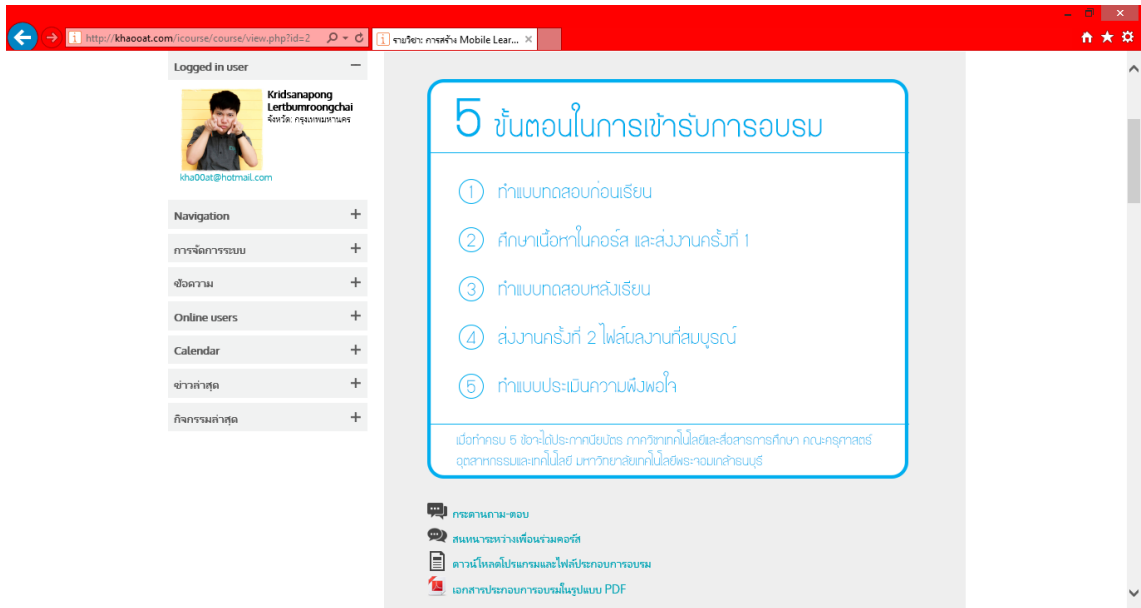 http://khaooat.com/icourse/course/view.php?id=2
รายวิชา: การสร้าง Mobile Lear...
Logged in user
Kridsanapong
Lertbumroongchai
จังหวัด: กรุงเทพมหานคร
kha00at@hotmail.com
Navigation
การจัดการระบบ
ข้อความ
Online users
Calendar
ข่าวล่าสุด
กิจกรรมล่าสุด
5 ขั้นตอนในการเข้ารับการอบรม
1 ทำแบบทดสอบก่อนเรียน
2 ศึกษาเนื้อหาในคอร์ส และส่งงานครั้งที่ 1
3 ทำแบบทดสอบหลังเรียน
4 ส่งงานครั้งที่ 2 ไฟล์ผลงานที่สมบูรณ์
5 ทำแบบประเมินความพึงพอใจ
เมื่อทำครบ 5 ข้อจะได้ประกาศนียบัตร ภาควิชาเทคโนโลยีและสื่อสารการศึกษา คณะครุศาสตร์
อุตสาหกรรมและเทคโนโลยี มหาวิทยาลัยเทคโนโลยีพระจอมเกล้าธนบุรี
กระดานถาม-ตอบ
สนทนาระหว่างเพื่อนร่วมคอร์ส
ดาวน์โหลดโปรแกรมและไฟล์ประกอบการอบรม
เอกสารประกอบการอบรมในรูปแบบ PDF